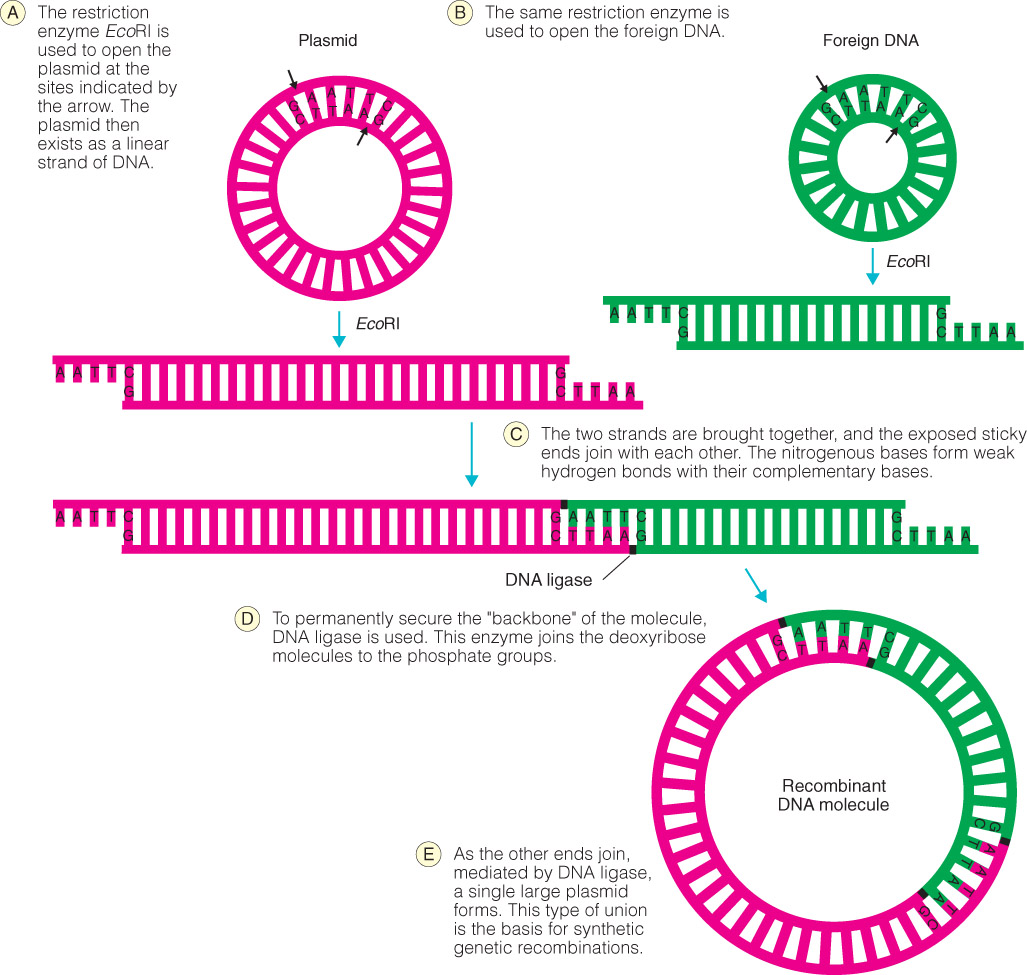 A
The restriction
enzyme EcoRI is
used to open the
plasmid at the
sites indicated by
the arrow. The
plasmid then
exists as a linear
strand of DNA.
Plasmid
G A A T T C
C T T A A G
EcoRI
B
The same restriction enzyme is
used to open the foreign DNA.
Foreign DNA
G A A T T C
C T T A A G
EcoRI
A A T T C G
G C T T A A
A A T T C G
G C T T A A
C
The two strands are brought together, and the exposed sticky
ends join with each other. The nitrogenous bases form weak
hydrogen bonds with their complementary bases.
A A T T C G A A T T C G
G C T T A A G C T T A A
DNA ligase
D
To permanently secure the "backbone" of the molecule,
DNA ligase is used. This enzyme joins the deoxyribose
molecules to the phosphate groups.
G A A T T C
C T T A A G
Recombinant
DNA molecule
G A A T T C
C T T A A G
E
As the other ends join,
mediated by DNA ligase,
a single large plasmid
forms. This type of union
is the basis for synthetic
genetic recombinations.